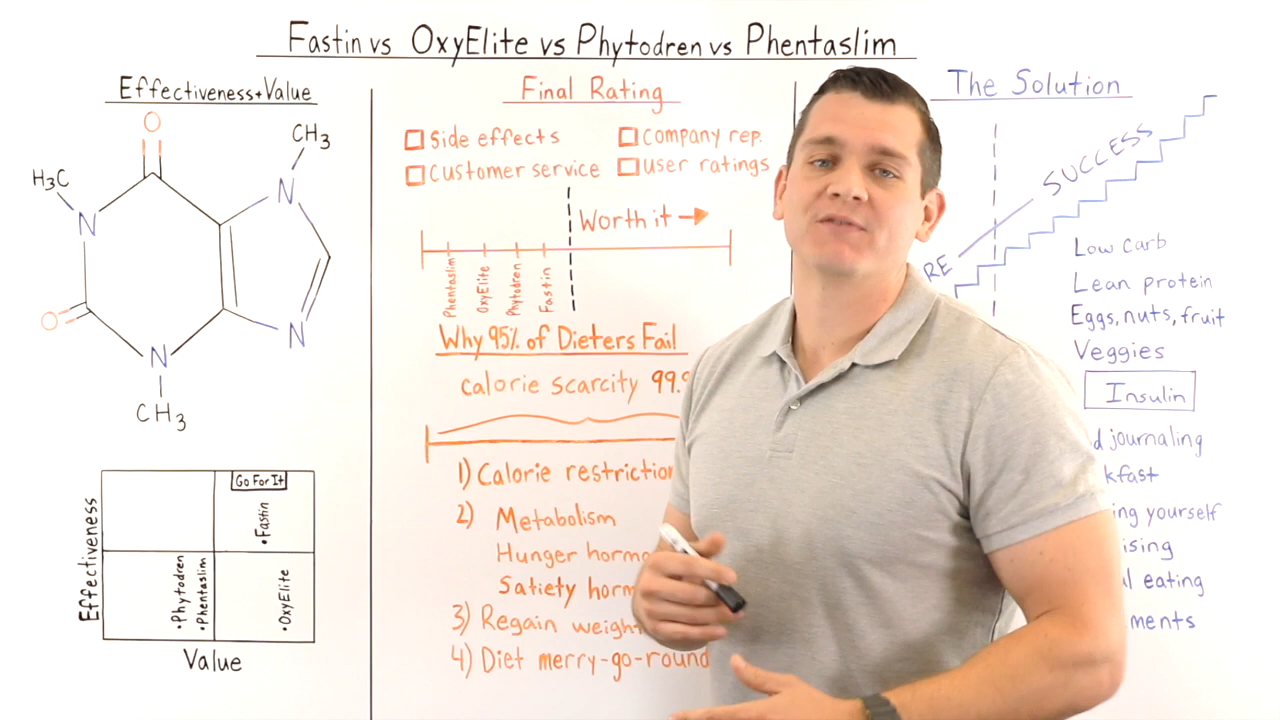 Fastin vs OxyElite vs Phytodren vs Phentaslim
Effectiveness+Value
O
CH3
H3C
N
N
O
N
N
CH3
Effectiveness
Go For It
•Fastin
•Phytodren
•Phentaslim
•OxyElite
Value
Final Rating
Side effects
Company rep.
Customer service
User ratings
Worth it
Phentaslim
OxyElite
Phytodren
Fastin
Why 95% of Dieters Fail
calorie scarcity 99.9
1) Calorie restriction
2) Metabolism
Hunger hormo
Satiety horm
3) Regain weight
4) Diet merry-go-round
The Solution
RE
SUCCESS
Low carb
Lean protein
Eggs, nuts, fruit
Veggies
Insulin
d journaling
kfast
ing yourself
ising
l eating
ments